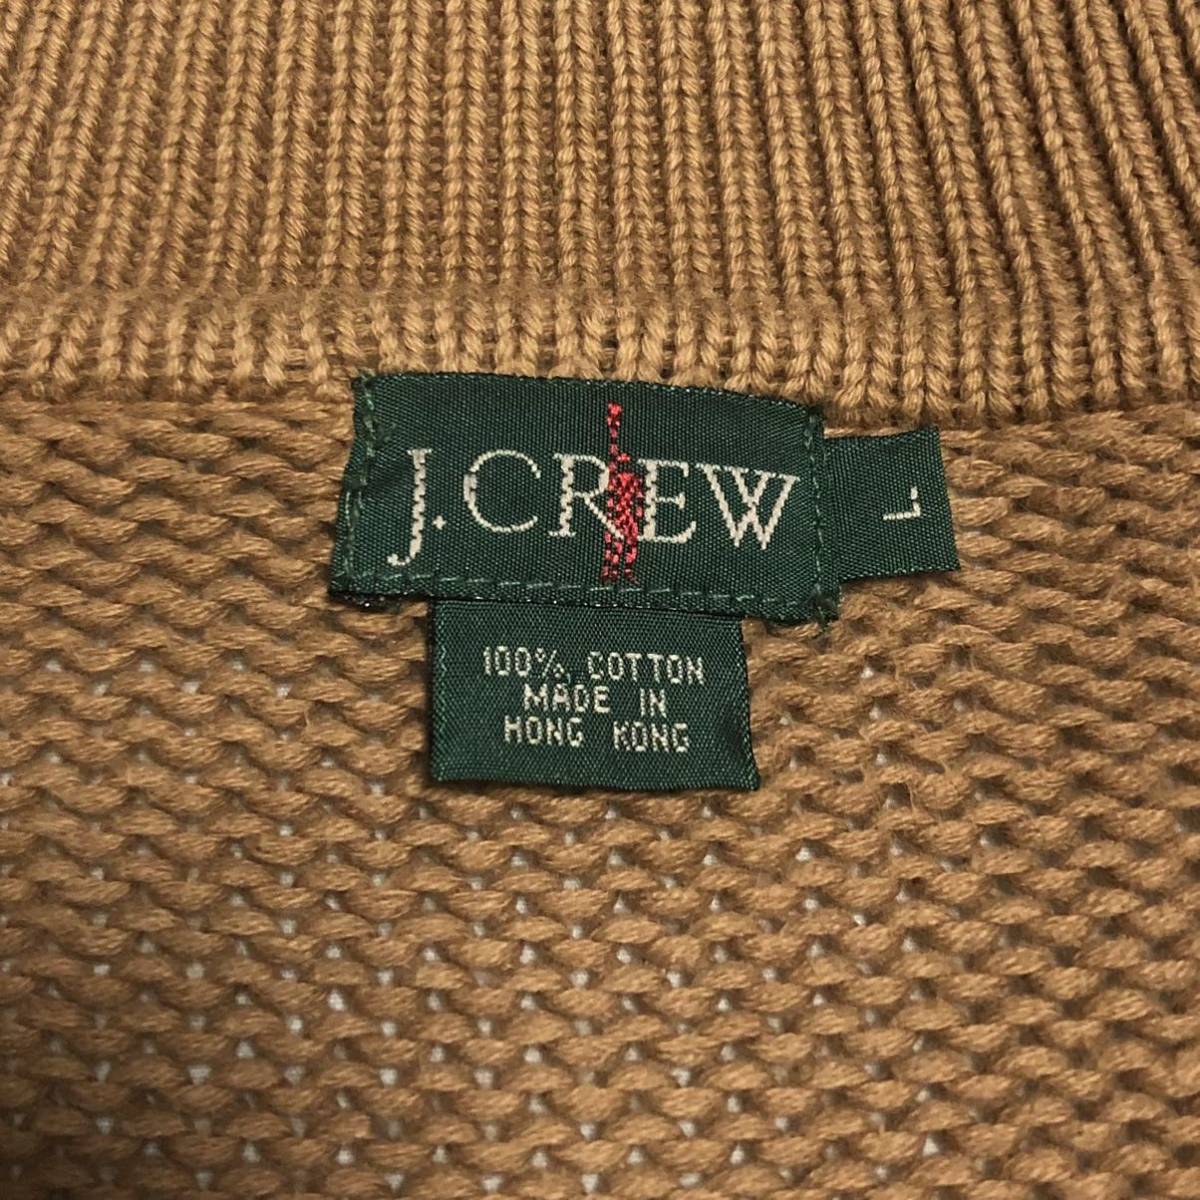 J.CREW
L
100% COTTON
MADE IN
HONG KONG